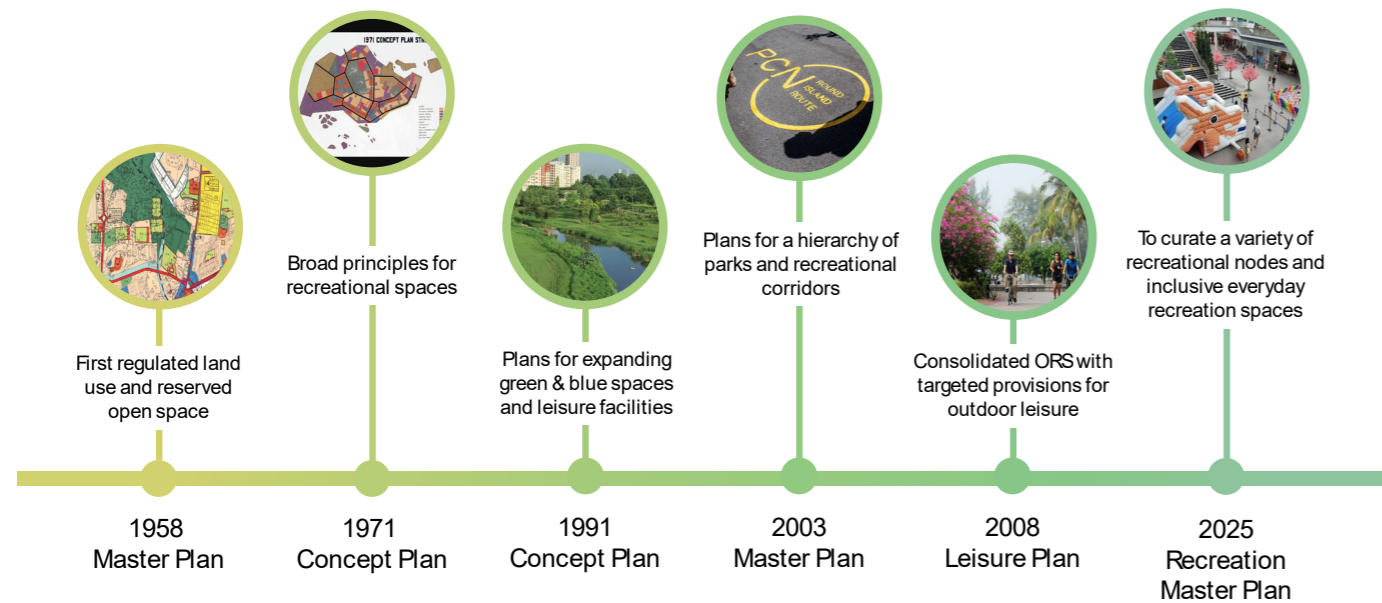 1971 CONCEPT PLAN
PCN
ROUND
ISLAND
ROUTE
First regulated land
use and reserved
open space
Broad principles for
recreational spaces
Plans for expanding
green & blue spaces
and leisure facilities
Plans for a hierarchy of
parks and recreational
corridors
Consolidated ORS with
targeted provisions for
outdoor leisure
To curate a variety of
recreational nodes and
inclusive everyday
recreation spaces
1958
Master Plan
1971
Concept Plan
1991
Concept Plan
2003
Master Plan
2008
Leisure Plan
2025
Recreation
Master Plan